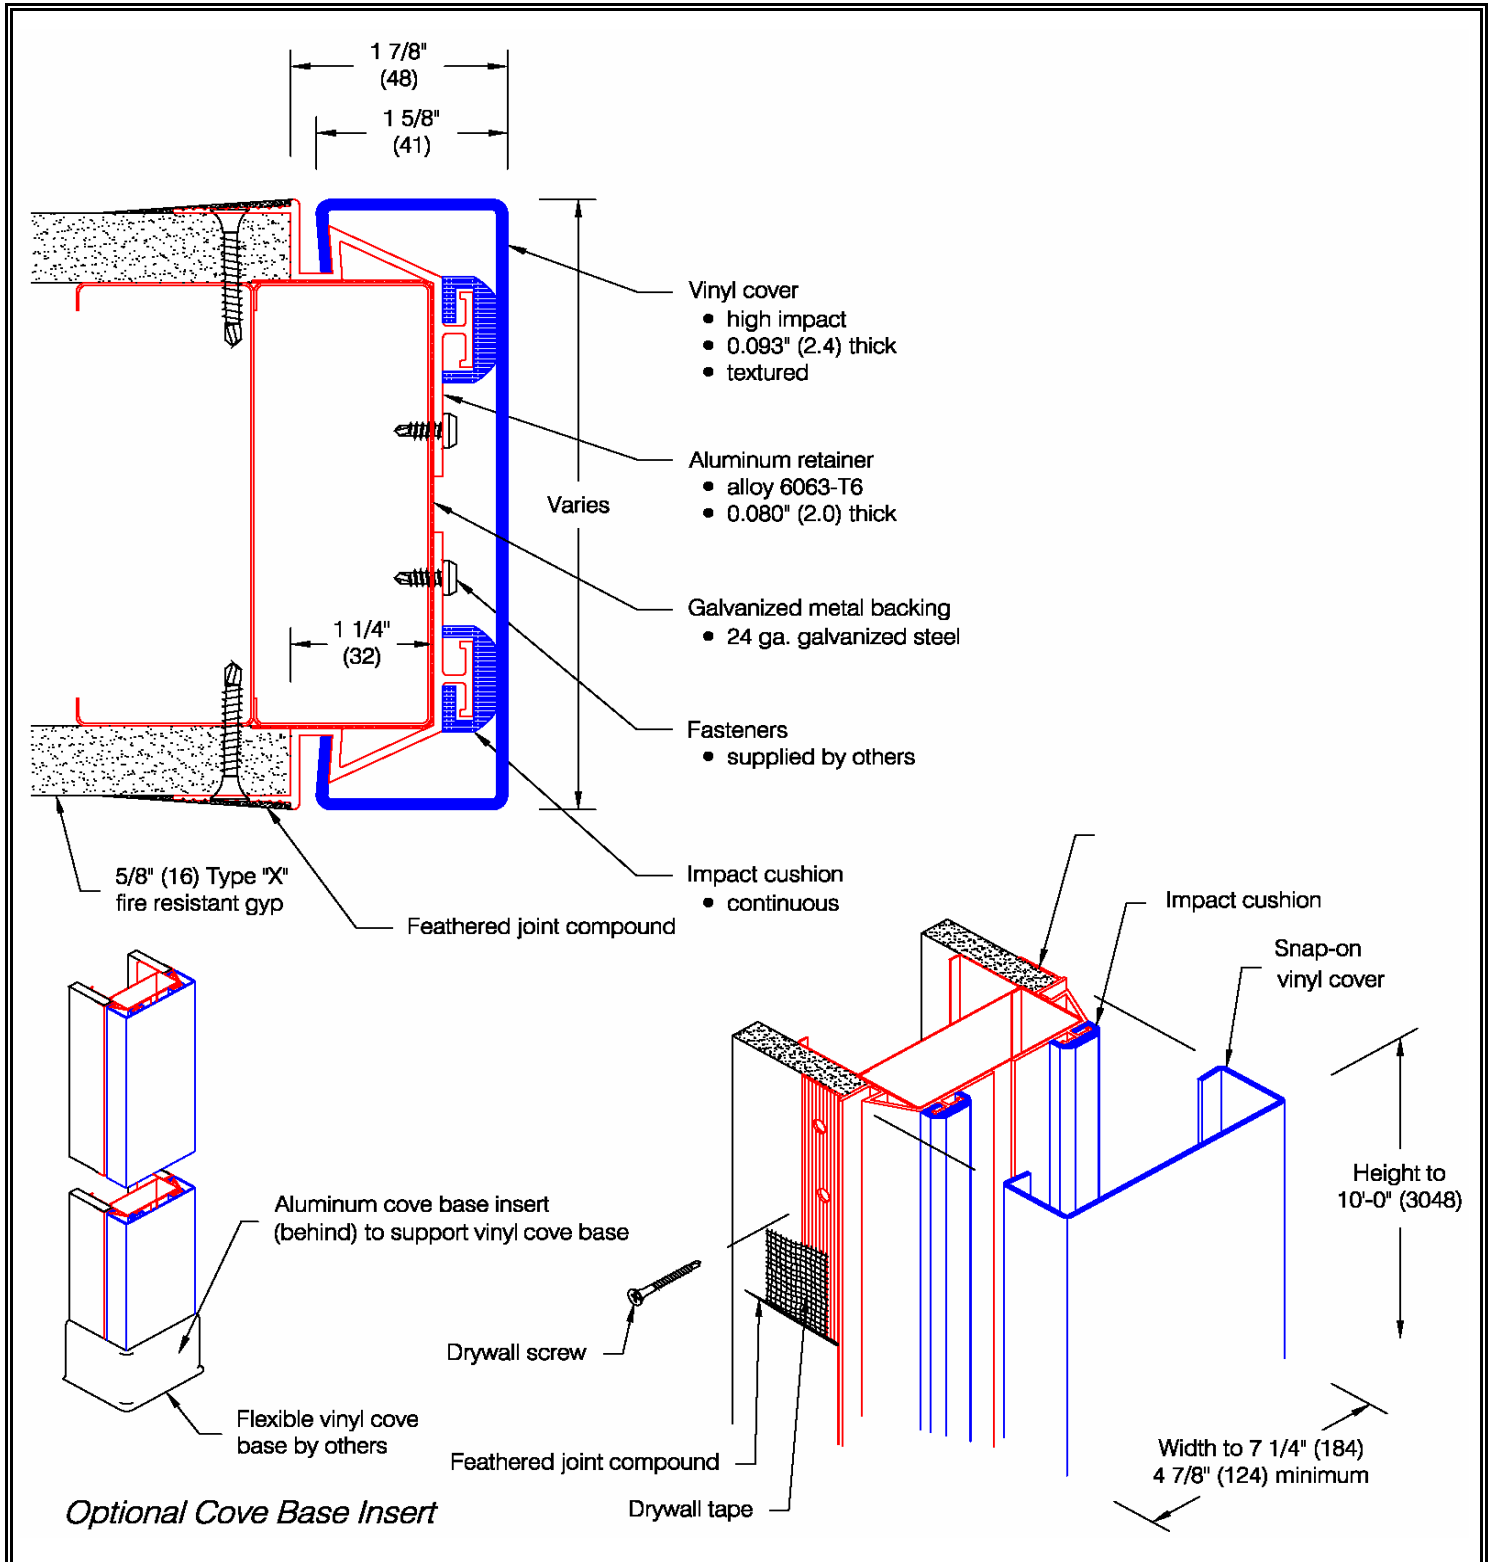 1 7/8"
(48)
1 5/8"
(41)
Vinyl cover
• high impact
• 0.093" (2.4) thick
• textured
Aluminum retainer
• alloy 6063-T6
• 0.080" (2.0) thick
Varies
Galvanized metal backing
• 24 ga. galvanized steel
1 1/4"
(32)
Fasteners
• supplied by others
Impact cushion
• continuous
5/8" (16) Type "X"
fire resistant gyp
Feathered joint compound
Impact cushion
Snap-on
vinyl cover
Height to
10'-0" (3048)
Aluminum cove base insert
(behind) to support vinyl cove base
Drywall screw
Flexible vinyl cove
base by others
Feathered joint compound
Drywall tape
Width to 7 1/4" (184)
4 7/8" (124) minimum
Optional Cove Base Insert